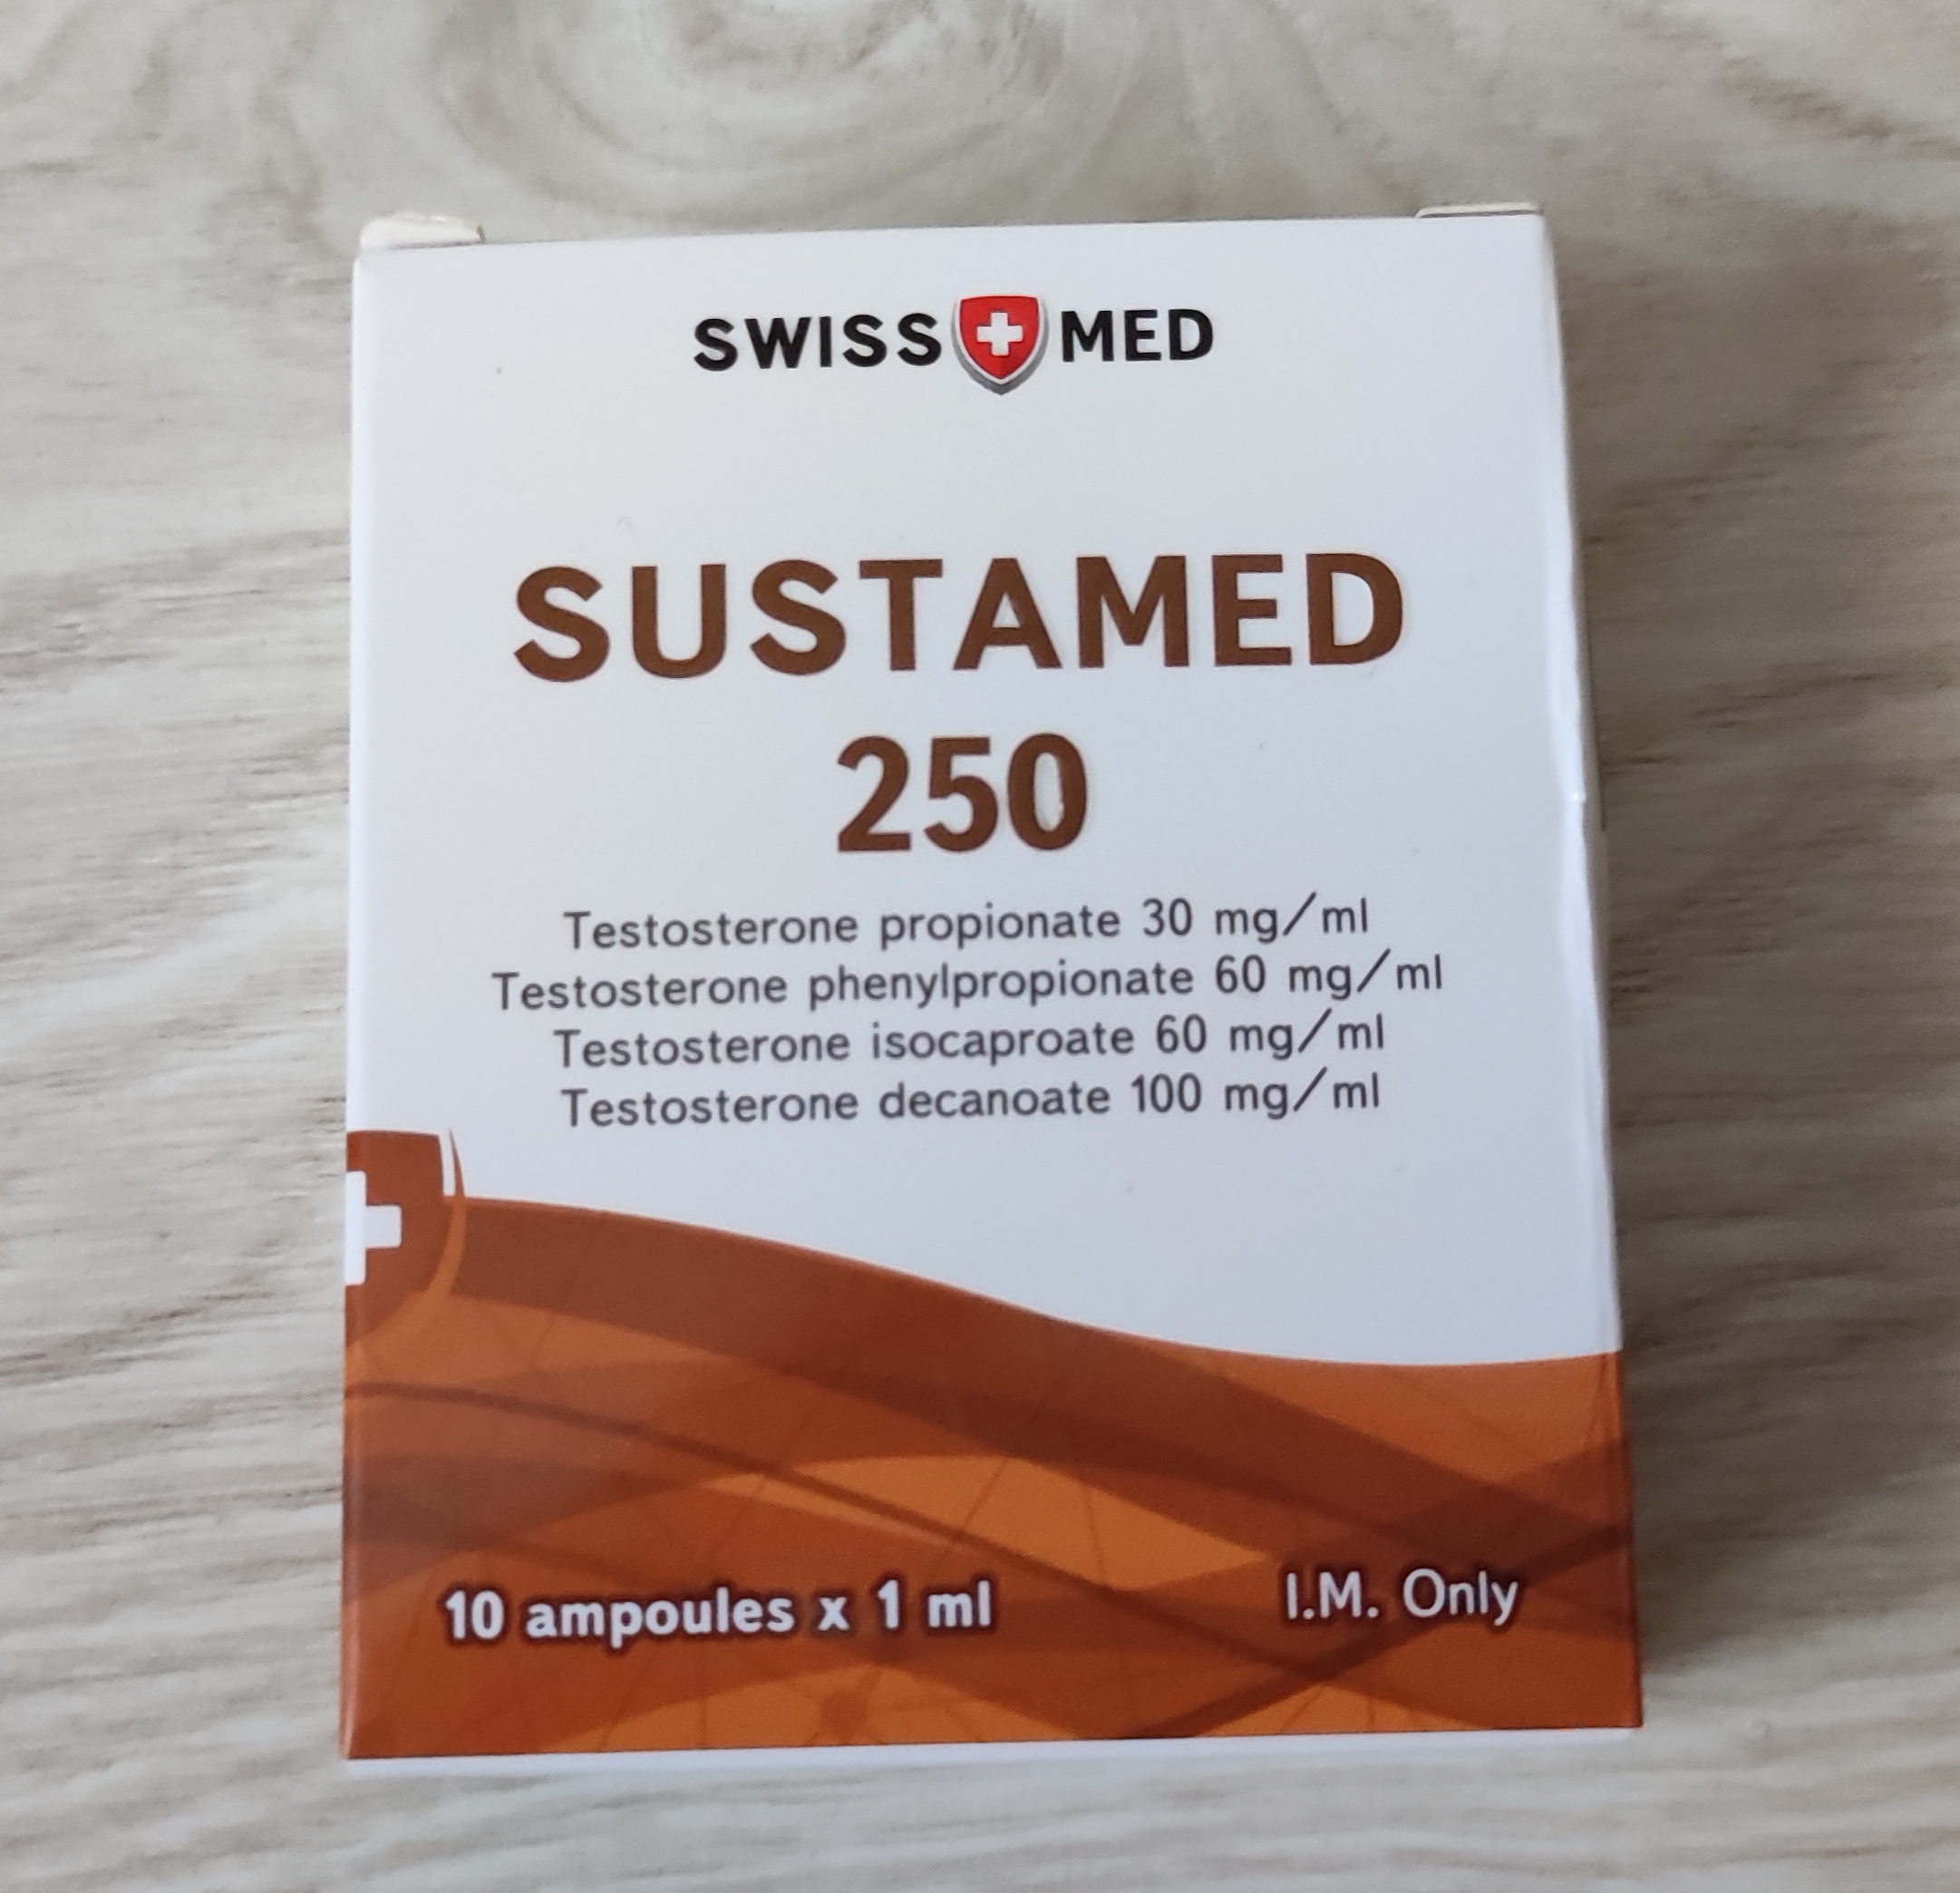 SWISS MED
SUSTAMED
250
Testosterone propionate 30 mg/ml
Testosterone phenylpropionate 60 mg/ml
Testosterone isocaproate 60 mg/ml
Testosterone decanoate 100 mg/ml
10 ampoules x 1 ml
I.M. Only